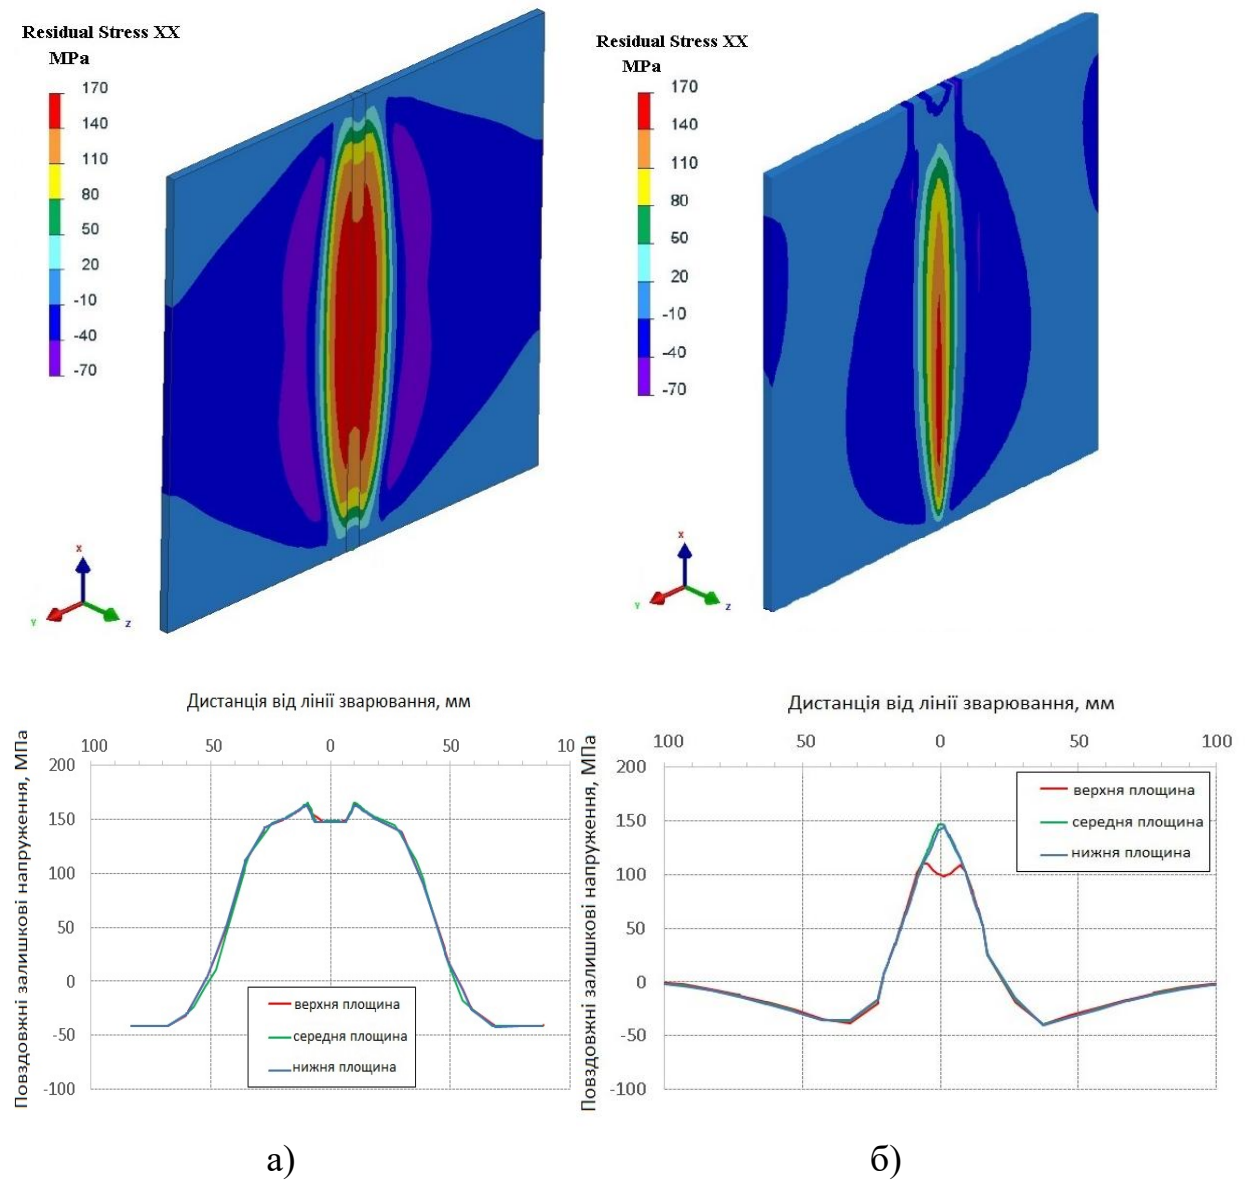 Residual Stress XX
MPa
170
140
110
80
50
20
-10
-40
-70
X
Y
Z
Residual Stress XX
MPa
170
140
110
80
50
20
-10
-40
-70
X
Y
Z
Дистанція від лінії зварювання, мм
100 50 0 50 10
Повздовжні залишкові напруження, МПа
200
150
100
50
0
-50
-100
верхня площина
середня площина
нижня площина
а)
Дистанція від лінії зварювання, мм
100 50 0 50 100
Повздовжні залишкові напруження, МПа
200
150
100
50
0
-50
-100
верхня площина
середня площина
нижня площина
б)